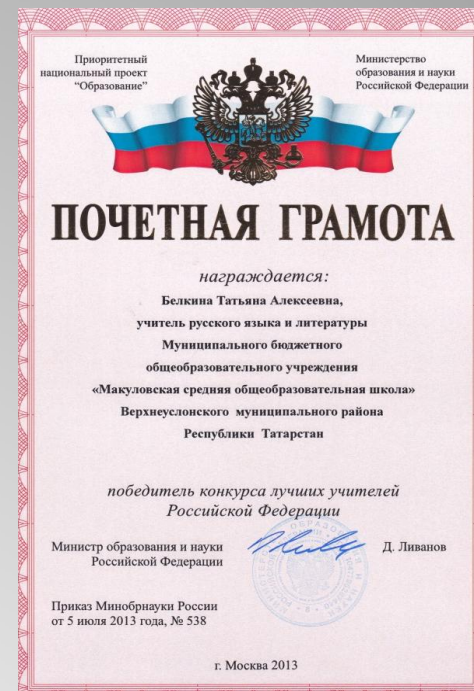 Приоритетный
национальный проект
“Образование”
Министерство
образования и науки
Российской Федерации
ПОЧЕТНАЯ ГРАМОТА
награждается:
Белкина Татьяна Алексеевна,
учитель русского языка и литературы
Муниципального бюджетного
общеобразовательного учреждения
«Макуловская средняя общеобразовательная школа»
Верхнеуслонского муниципального района
Республики Татарстан
победитель конкурса лучших учителей
Российской Федерации
Министр образования и науки
Российской Федерации
Д. Ливанов
Приказ Минобрнауки России
от 5 июля 2013 года, № 538
г. Москва 2013